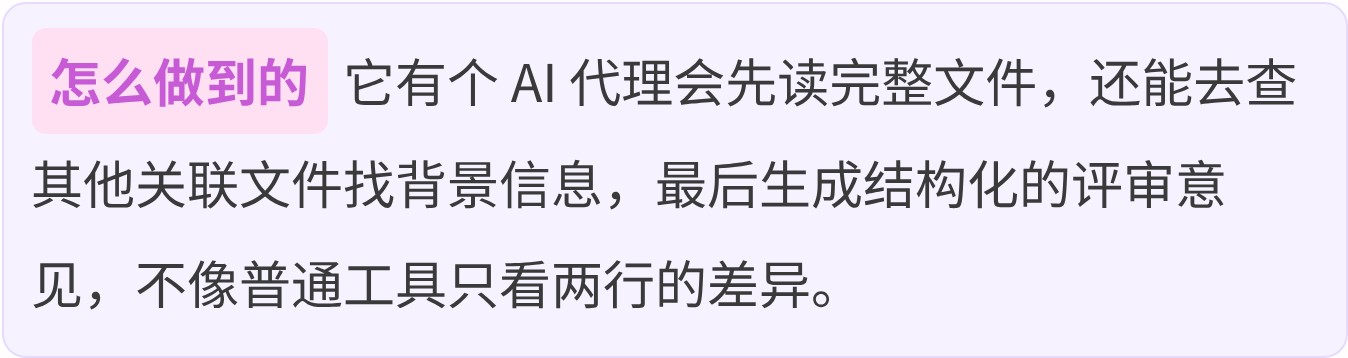 怎么做到的 它有个 AI 代理会先读完整文件，还能去查
其他关联文件找背景信息，最后生成结构化的评审意
见，不像普通工具只看两行的差异。